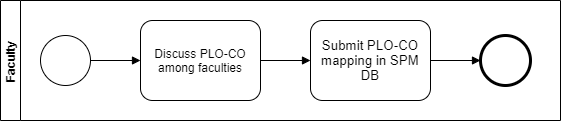 Faculty
Discuss PLO-CO
among faculties
Submit PLO-CO
mapping in SPM
DB